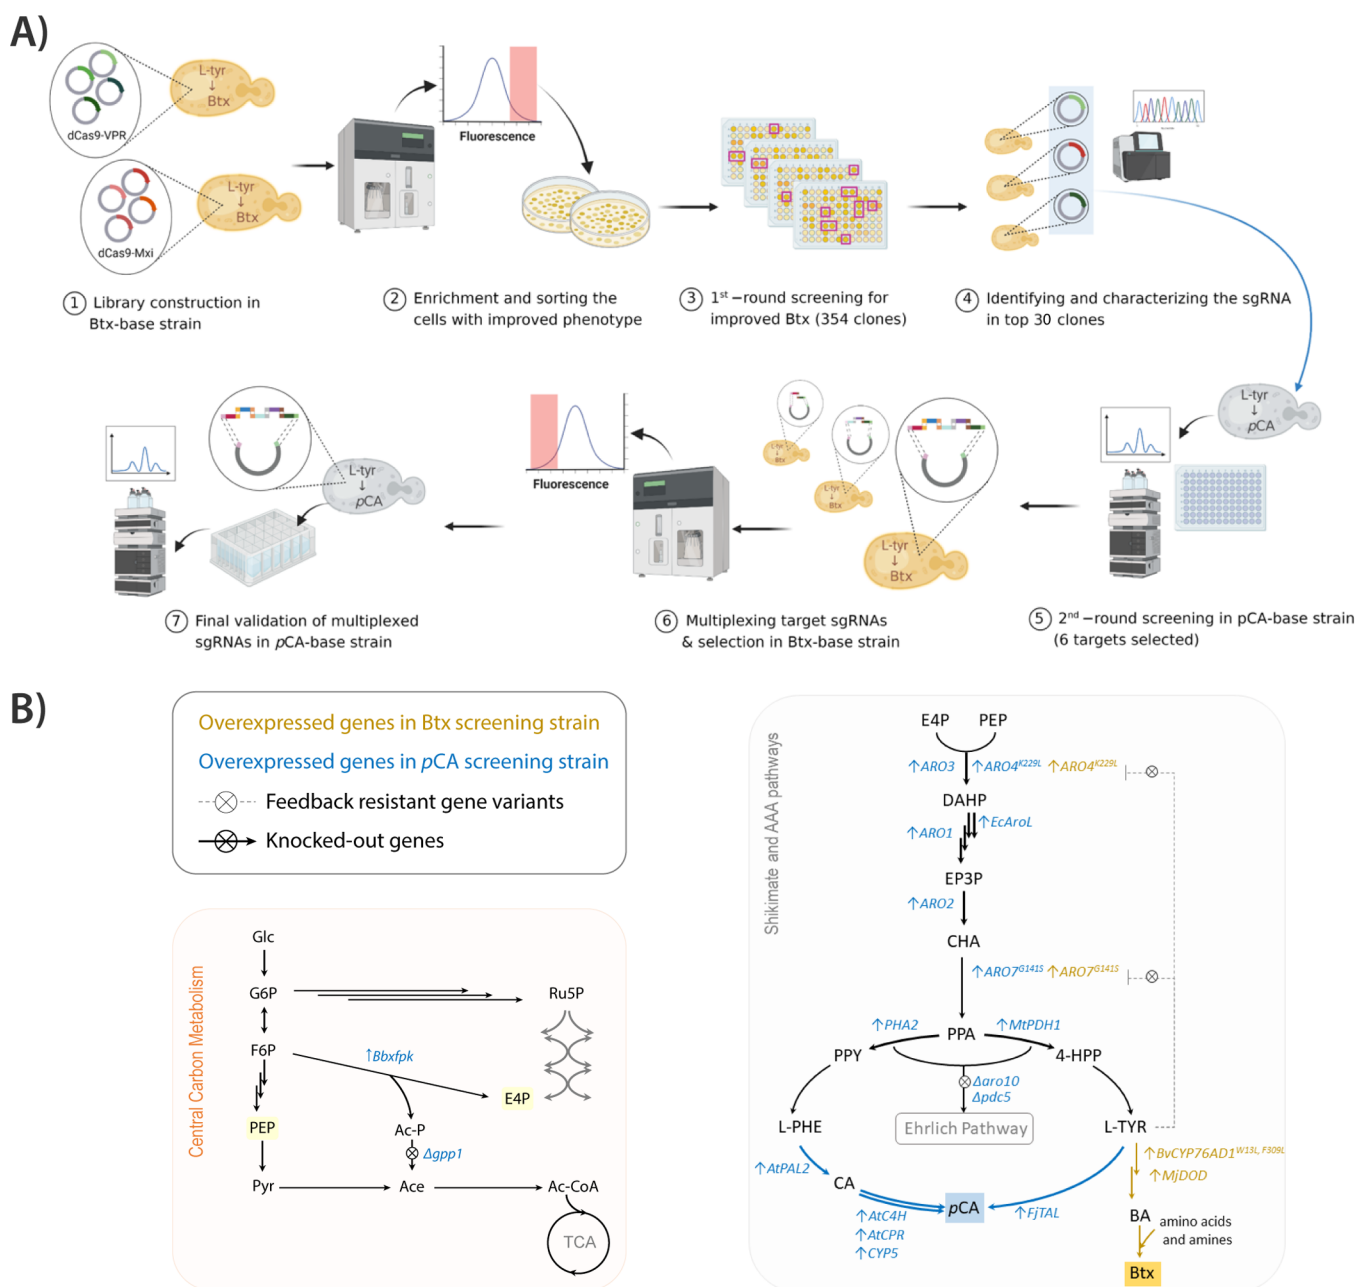 A)
L-tyr
↓
Btx
dCas9-VPR
L-tyr
↓
Btx
dCas9-Mxi
Fluorescence
1 Library construction in
Btx-base strain
2 Enrichment and sorting the
cells with improved phenotype
3 1st –round screening for
improved Btx (354 clones)
4 Identifying and characterizing the sgRNA
in top 30 clones
L-tyr
↓
pCA
L-tyr
↓
pCA
Fluorescence
L-tyr
↓
Btx
L-tyr
↓
Btx
L-tyr
↓
Btx
7 Final validation of multiplexed
sgRNAs in pCA-base strain
6 Multiplexing target sgRNAs
& selection in Btx-base strain
5 2nd –round screening in pCA-base strain
(6 targets selected)
B)
Overexpressed genes in Btx screening strain
Overexpressed genes in pCA screening strain
Feedback resistant gene variants
Knocked-out genes
Central Carbon Metabolism
Glc
G6P
Ru5P
F6P
↑Bbxfpk
E4P
PEP
Ac-P
Δgpp1
Pyr
Ace
Ac-CoA
TCA
Shikimate and AAA pathways
E4P PEP
↑ARO3 ↑ARO4K229L ↑ARO4K229L
DAHP
↑EcAroL
↑ARO1
EP3P
↑ARO2
CHA
↑ARO7G141S ↑ARO7G141S
↑PHA2 PPA ↑MtPDH1
PPY 4-HPP
Δaro10
Δpdc5
L-PHE Ehrlich Pathway L-TYR
↑BvCYP76AD1W13L, F309L
↑MjDOD
↑AtPAL2
CA
pCA
↑FjTAL
↑AtC4H
↑AtCPR
↑CYP5
BA
amino acids
and amines
Btx